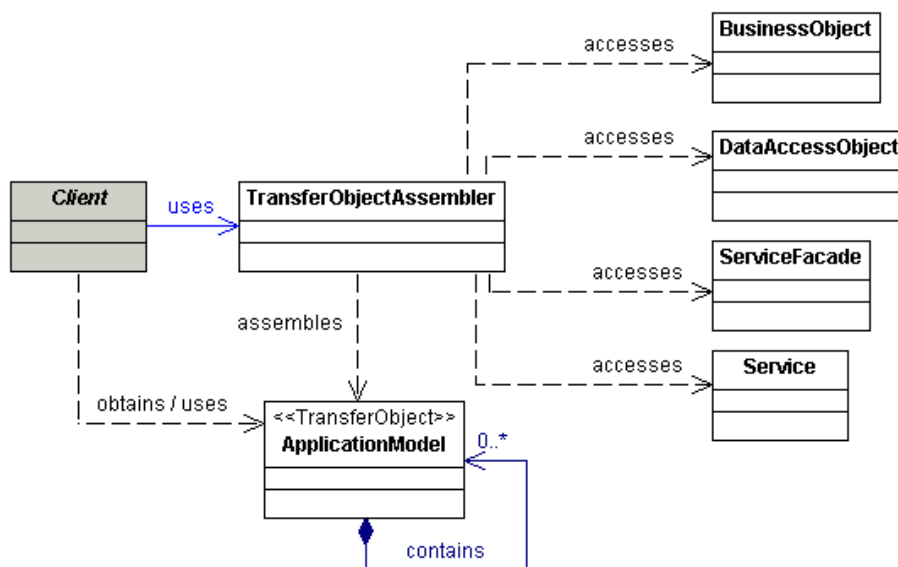 BusinessObject
accesses
DataAccessObject
accesses
Client
uses
TransferObjectAssembler
ServiceFacade
accesses
assembles
Service
accesses
obtains / uses
<<TransferObject>>
ApplicationModel
0..*
contains